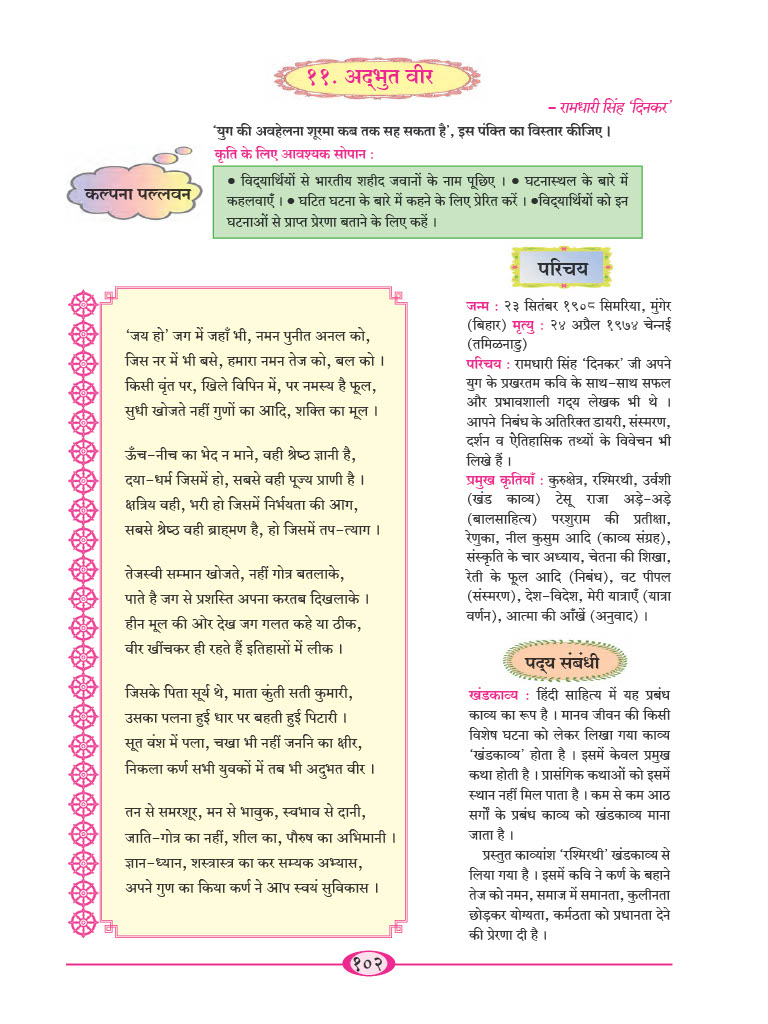 ११. अद्भुत वीर
– रामधारी सिंह ‘दिनकर’
‘युग की अवहेलना शूरमा कब तक सह सकता है’, इस पंक्ति का विस्तार कीजिए ।
कृति के लिए आवश्यक सोपान :
कल्पना पल्लवन
● विद्यार्थियों से भारतीय शहीद जवानों के नाम पूछिए । ● घटनास्थल के बारे में
कहलवाएँ । ● घटित घटना के बारे में कहने के लिए प्रेरित करें । ●विद्यार्थियों को इन
घटनाओं से प्राप्त प्रेरणा बताने के लिए कहें ।
‘जय हो’ जग में जहाँ भी, नमन पुनीत अनल को,
जिस नर में भी बसे, हमारा नमन तेज को, बल को ।
किसी वृंत पर, खिले विपिन में, पर नमस्य है फूल,
सुधी खोजते नहीं गुणों का आदि, शक्ति का मूल ।
ऊँच-नीच का भेद न माने, वही श्रेष्ठ ज्ञानी है,
दया-धर्म जिसमें हो, सबसे वही पूज्य प्राणी है ।
क्षत्रिय वही, भरी हो जिसमें निर्भयता की आग,
सबसे श्रेष्ठ वही ब्राह्मण है, हो जिसमें तप-त्याग ।
तेजस्वी सम्मान खोजते, नहीं गोत्र बतलाके,
पाते है जग से प्रशस्ति अपना करतब दिखलाके ।
हीन मूल की ओर देख जग गलत कहे या ठीक,
वीर खींचकर ही रहते हैं इतिहासों में लीक ।
जिसके पिता सूर्य थे, माता कुंती सती कुमारी,
उसका पलना हुई धार पर बहती हुई पिटारी ।
सूत वंश में पला, चखा भी नहीं जननि का क्षीर,
निकला कर्ण सभी युवकों में तब भी अदुभत वीर ।
तन से समरशूर, मन से भावुक, स्वभाव से दानी,
जाति-गोत्र का नहीं, शील का, पौरुष का अभिमानी ।
ज्ञान-ध्यान, शस्त्रास्त्र का कर सम्यक अभ्यास,
अपने गुण का किया कर्ण ने आप स्वयं सुविकास ।
परिचय
जन्म : २३ सितंबर १९०८ सिमरिया, मुंगेर
(बिहार) मृत्यु : २४ अप्रैल १९७४ चेन्नई
(तमिळनाडु)
परिचय : रामधारी सिंह ‘दिनकर’ जी अपने
युग के प्रखरतम कवि के साथ-साथ सफल
और प्रभावशाली गद्य लेखक भी थे ।
आपने निबंध के अतिरिक्त डायरी, संस्मरण,
दर्शन व ऐतिहासिक तथ्यों के विवेचन भी
लिखे हैं ।
प्रमुख कृतियाँ : कुरुक्षेत्र, रश्मिरथी, उर्वशी
(खंड काव्य) टेसू राजा अड़े-अड़े
(बालसाहित्य) परशुराम की प्रतीक्षा,
रेणुका, नील कुसुम आदि (काव्य संग्रह),
संस्कृति के चार अध्याय, चेतना की शिखा,
रेती के फूल आदि (निबंध), वट पीपल
(संस्मरण), देश-विदेश, मेरी यात्राएँ (यात्रा
वर्णन), आत्मा की आँखें (अनुवाद) ।
पद्य संबंधी
खंडकाव्य : हिंदी साहित्य में यह प्रबंध
काव्य का रूप है । मानव जीवन की किसी
विशेष घटना को लेकर लिखा गया काव्य
‘खंडकाव्य’ होता है । इसमें केवल प्रमुख
कथा होती है । प्रासंगिक कथाओं को इसमें
स्थान नहीं मिल पाता है । कम से कम आठ
सर्गों के प्रबंध काव्य को खंडकाव्य माना
जाता है ।
प्रस्तुत काव्यांश ‘रश्मिरथी’ खंडकाव्य से
लिया गया है । इसमें कवि ने कर्ण के बहाने
तेज को नमन, समाज में समानता, कुलीनता
छोड़कर योग्यता, कर्मठता को प्रधानता देने
की प्रेरणा दी है ।
१०२